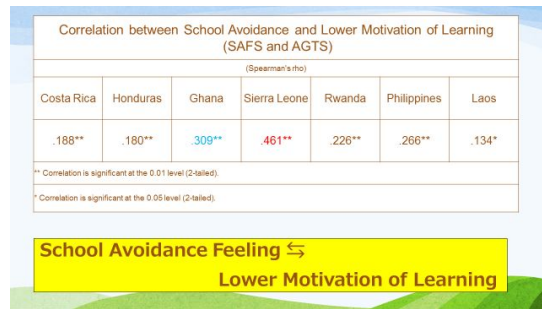 Correlation between School Avoidance and Lower Motivation of Learning
(SAFS and AGTS)
(Spearman's rho)
Costa Rica Honduras Ghana Sierra Leone Rwanda Philippines Laos
.188** .180** .309** .461** .226** .266** .134*
** Correlation is significant at the 0.01 level (2-tailed).
* Correlation is significant at the 0.05 level (2-tailed).
School Avoidance Feeling ⇆
Lower Motivation of Learning